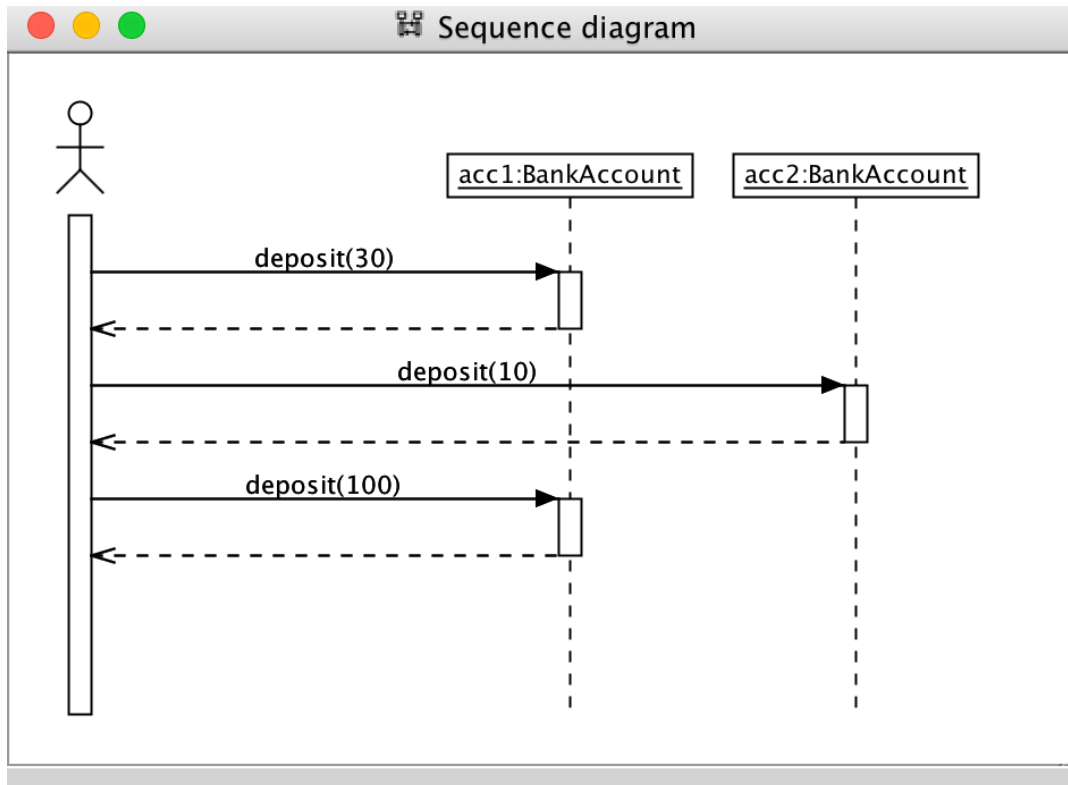 Sequence diagram
acc1:BankAccount
acc2:BankAccount
deposit(30)
deposit(10)
deposit(100)